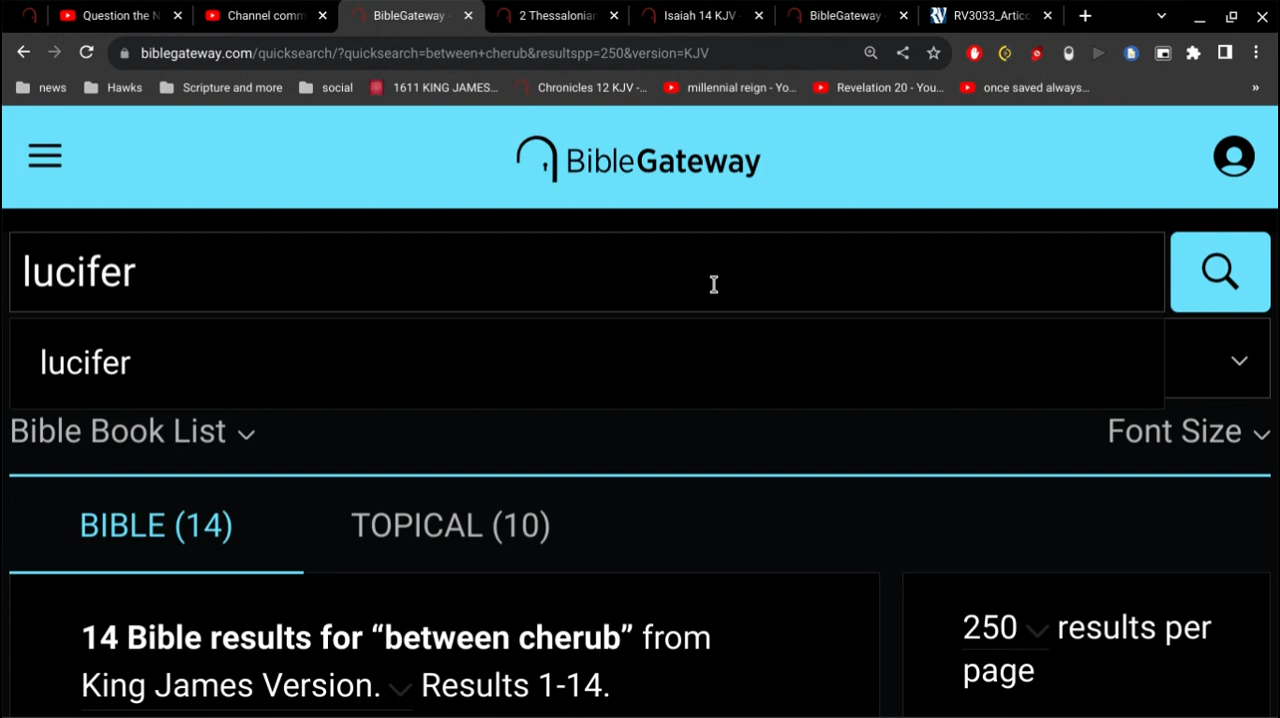 Question the N
Channel comm
BibleGateway -
2 Thessalonian
Isaiah 14 KJV -
BibleGateway -
RV3033_Artico
biblegateway.com/quicksearch/?quicksearch=between+cherub&resultspp=250&version=KJV
news
Hawks
Scripture and more
social
1611 KING JAMES...
Chronicles 12 KJV -...
millennial reign - Yo...
Revelation 20 - You...
once saved always...
»
BibleGateway
lucifer
lucifer
Bible Book List
Font Size
BIBLE (14)
TOPICAL (10)
14 Bible results for “between cherub” from
King James Version. Results 1-14.
250 results per
page